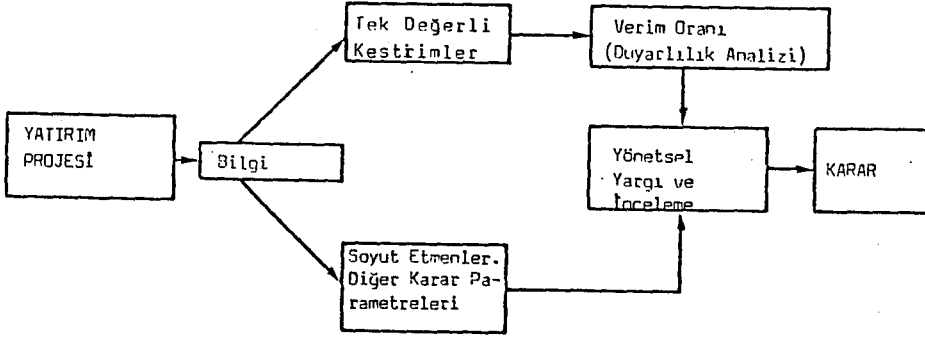 Tek Değerli
Kestirimler
Verim Oranı
(Duyarlılık Analizi)
YATIRIM
PROJESİ
Bilgi
Yönetsel
Yargı ve
İnceleme
KARAR
Soyut Etmenler.
Diğer Karar Pa-
rametreleri